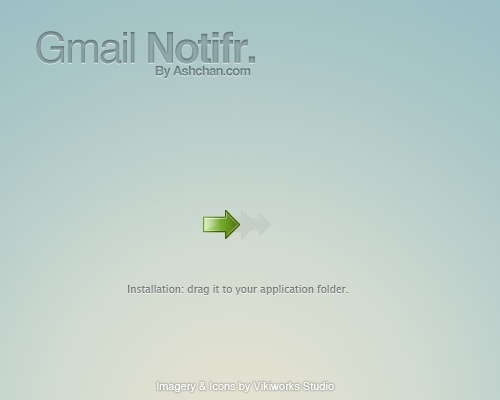 Gmail Notifr.
By Ashchan.com
Installation: drag it to your application folder.
Imagery & Icons by Vikiworks Studio